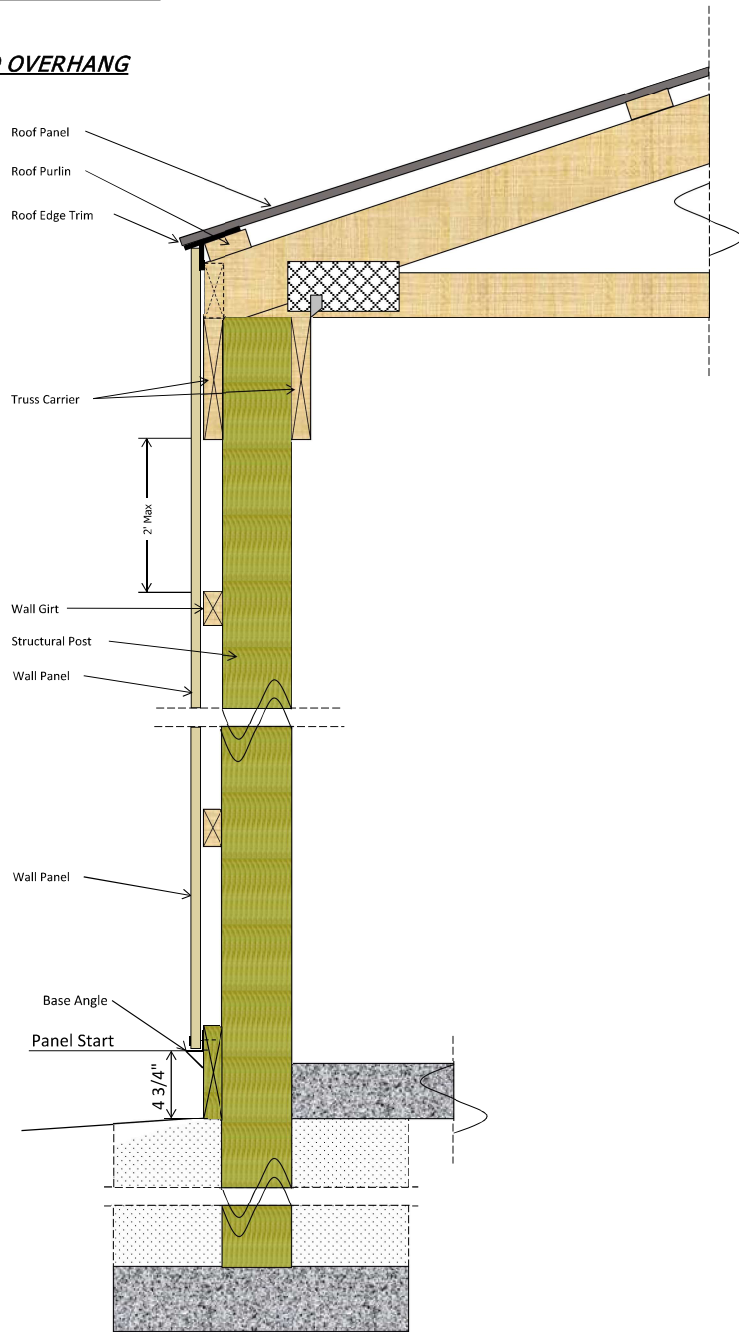 OVERHANG
Roof Panel
Roof Purlin
Roof Edge Trim
Truss Carrier
2' Max
Wall Girt
Structural Post
Wall Panel
Wall Panel
Base Angle
Panel Start
4 3/4"